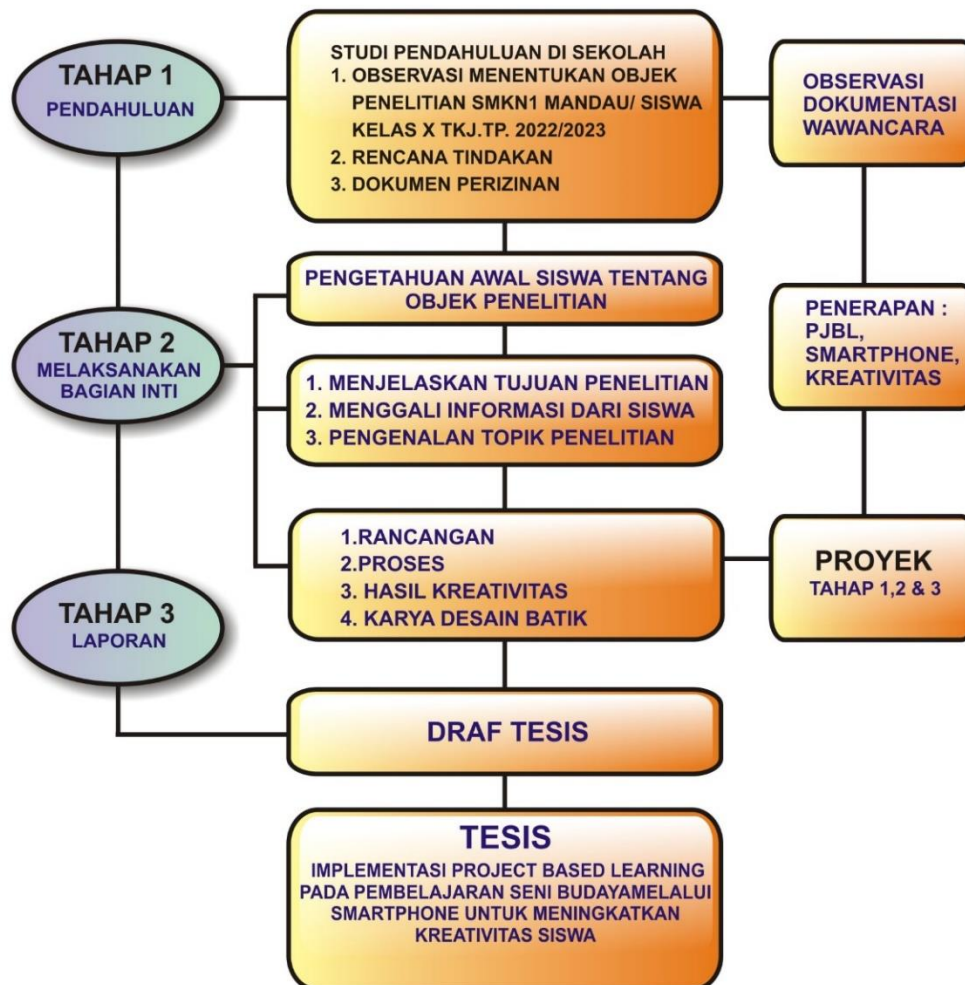 TAHAP 1
PENDAHULUAN
STUDI PENDAHULUAN DI SEKOLAH
1. OBSERVASI MENENTUKAN OBJEK
PENELITIAN SMKN1 MANDAU/ SISWA
KELAS X TKJ.TP. 2022/2023
2. RENCANA TINDAKAN
3. DOKUMEN PERIZINAN
OBSERVASI
DOKUMENTASI
WAWANCARA
PENGETAHUAN AWAL SISWA TENTANG
OBJEK PENELITIAN
TAHAP 2
MELAKSANAKAN
BAGIAN INTI
1. MENJELASKAN TUJUAN PENELITIAN
2. MENGGALI INFORMASI DARI SISWA
3. PENGENALAN TOPIK PENELITIAN
PENERAPAN :
PJBL,
SMARTPHONE,
KREATIVITAS
1.RANCANGAN
2.PROSES
3. HASIL KREATIVITAS
4. KARYA DESAIN BATIK
PROYEK
TAHAP 1,2 & 3
TAHAP 3
LAPORAN
DRAF TESIS
TESIS
IMPLEMENTASI PROJECT BASED LEARNING
PADA PEMBELAJARAN SENI BUDAYAMELALUI
SMARTPHONE UNTUK MENINGKATKAN
KREATIVITAS SISWA